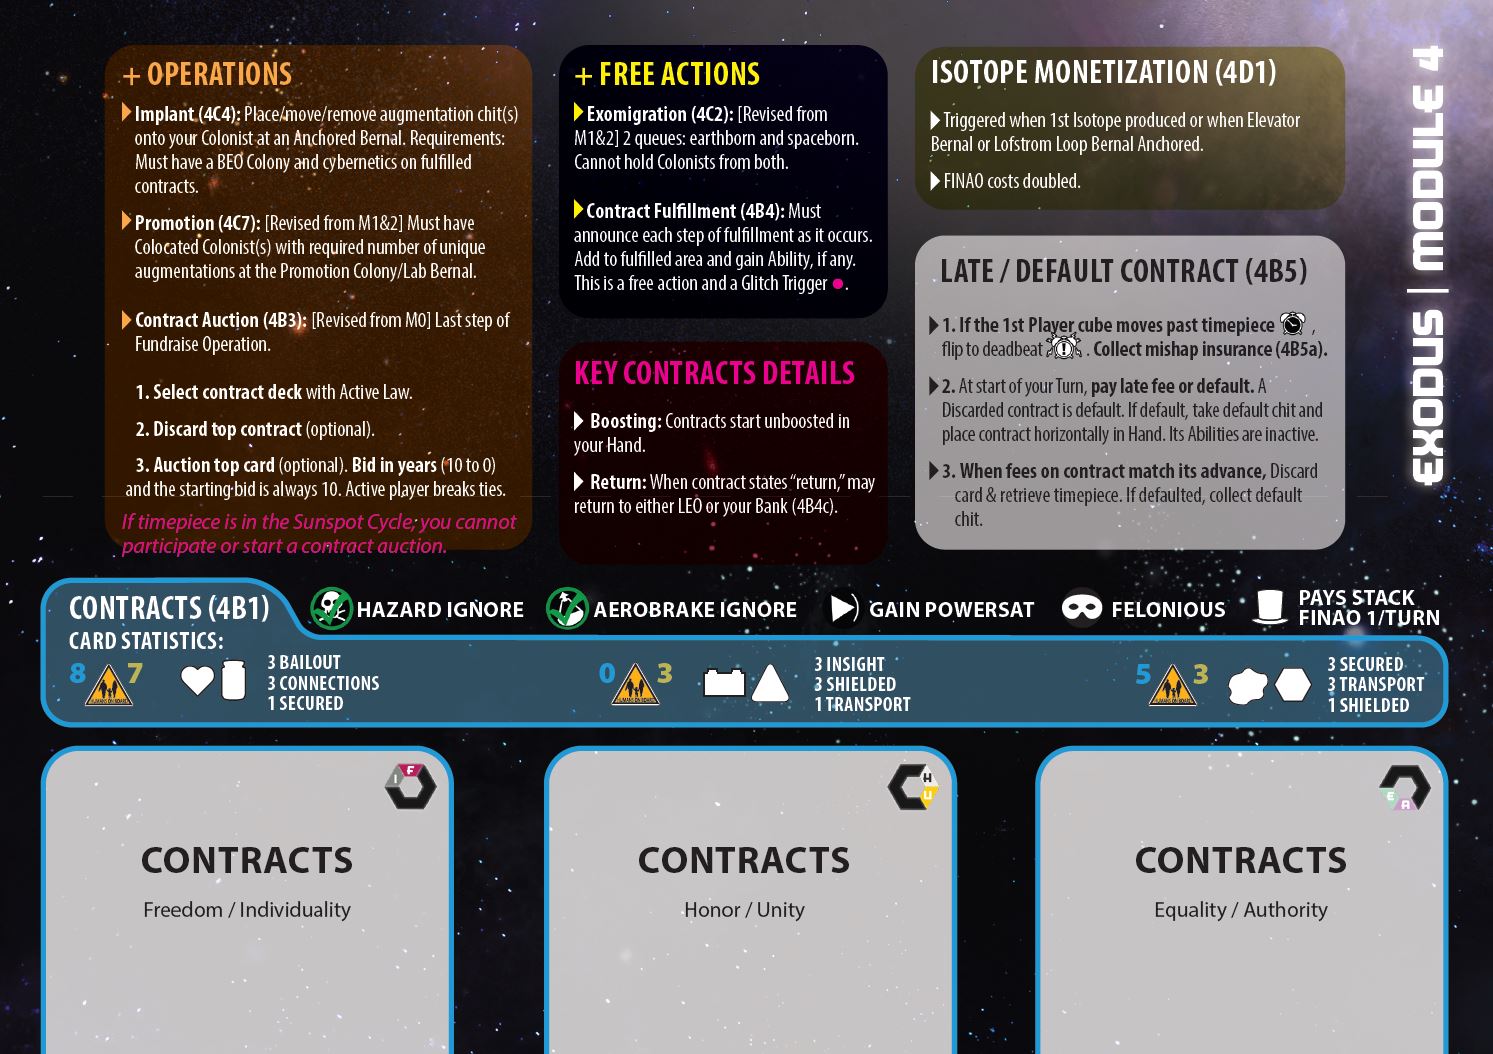 + OPERATIONS
Implant (4C4): Place/move/remove augmentation chit(s)
onto your Colonist at an Anchored Bernal. Requirements:
Must have a BEO Colony and cybernetics on fulfilled
contracts.
Promotion (4C7): [Revised from M1&2] Must have
Colocated Colonist(s) with required number of unique
augmentations at the Promotion Colony/Lab Bernal.
Contract Auction (4B3): [Revised from M0] Last step of
Fundraise Operation.
1. Select contract deck with Active Law.
2. Discard top contract (optional).
3. Auction top card (optional). Bid in years (10 to 0)
and the starting bid is always 10. Active player breaks ties.
If timepiece is in the Sunspot Cycle, you cannot
participate or start a contract auction.
+ FREE ACTIONS
Exomigration (4C2): [Revised from
M1&2] 2 queues: earthborn and spaceborn.
Cannot hold Colonists from both.
Contract Fulfillment (4B4): Must
announce each step of fulfillment as it occurs.
Add to fulfilled area and gain Ability, if any.
This is a free action and a Glitch Trigger ●.
KEY CONTRACTS DETAILS
Boosting: Contracts start unboosted in
your Hand.
Return: When contract states “return,” may
return to either LEO or your Bank (4B4c).
ISOTOPE MONETIZATION (4D1)
Triggered when 1st Isotope produced or when Elevator
Bernal or Lofstrom Loop Bernal Anchored.
FINAO costs doubled.
LATE / DEFAULT CONTRACT (4B5)
1. If the 1st Player cube moves past timepiece ,
flip to deadbeat . Collect mishap insurance (4B5a).
2. At start of your Turn, pay late fee or default. A
Discarded contract is default. If default, take default chit and
place contract horizontally in Hand. Its Abilities are inactive.
3. When fees on contract match its advance, Discard
card & retrieve timepiece. If defaulted, collect default
chit.
EXODUS | MODULE 4
CONTRACTS (4B1)
HAZARD IGNORE
AEROBRAKE IGNORE
GAIN POWERSAT
FELONIOUS
PAYS STACK
FINAO 1/TURN
CARD STATISTICS:
8 7
3 BAILOUT
3 CONNECTIONS
1 SECURED
0 3
3 INSIGHT
3 SHIELDED
1 TRANSPORT
5 3
3 SECURED
3 TRANSPORT
1 SHIELDED
I F
CONTRACTS
Freedom / Individuality
H
U
CONTRACTS
Honor / Unity
E A
CONTRACTS
Equality / Authority